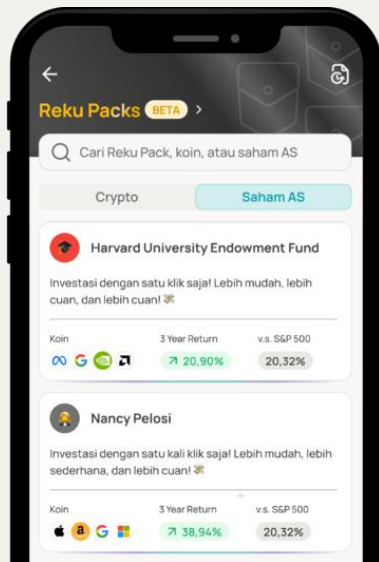 Reku Packs BETA >
Cari Reku Pack, koin, atau saham AS
Crypto Saham AS
Harvard University Endowment Fund
Investasi dengan satu klik saja! Lebih mudah, lebih
cuan, dan lebih cuan! 💸
Koin 3 Year Return v.s. S&P 500
20,90% 20,32%
Nancy Pelosi
Investasi dengan satu kali klik saja! Lebih mudah, lebih
sederhana, dan lebih cuan! 💸
Koin 3 Year Return v.s. S&P 500
38,94% 20,32%